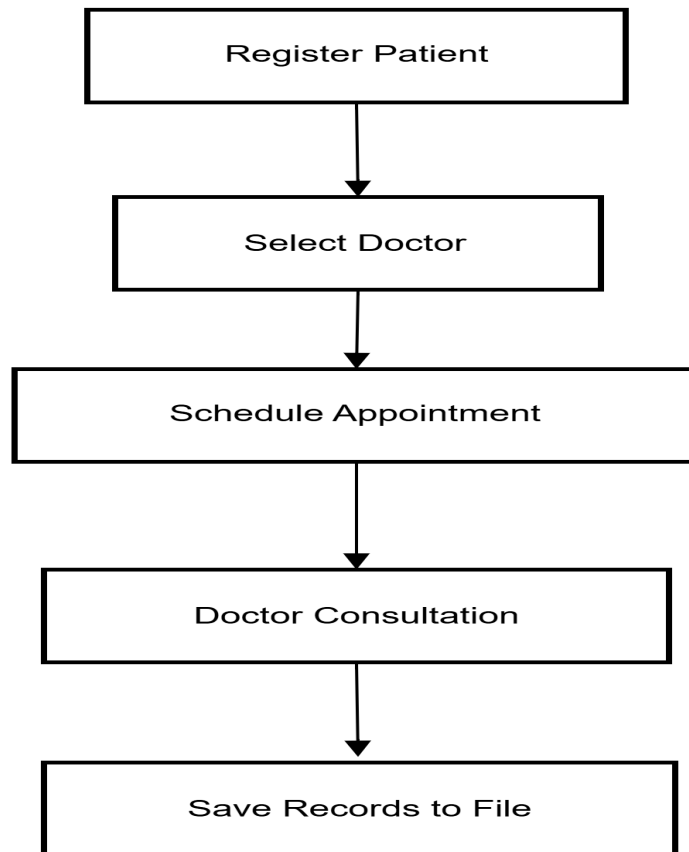 Register Patient
Select Doctor
Schedule Appointment
Doctor Consultation
Save Records to File